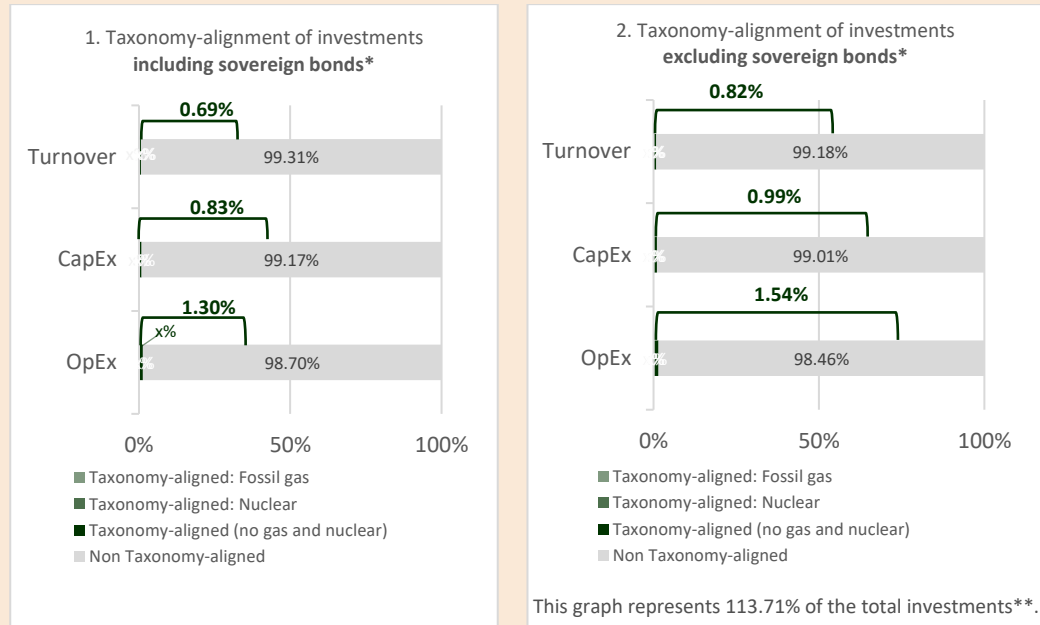 1. Taxonomy-alignment of investments
including sovereign bonds*
0.69%
Turnover
99.31%
0.83%
CapEx
99.17%
1.30%
x%
OpEx
98.70%
0% 50% 100%
Taxonomy-aligned: Fossil gas
Taxonomy-aligned: Nuclear
Taxonomy-aligned (no gas and nuclear)
Non Taxonomy-aligned
2. Taxonomy-alignment of investments
excluding sovereign bonds*
0.82%
Turnover
99.18%
0.99%
CapEx
99.01%
1.54%
OpEx
98.46%
0% 50% 100%
Taxonomy-aligned: Fossil gas
Taxonomy-aligned: Nuclear
Taxonomy-aligned (no gas and nuclear)
Non Taxonomy-aligned
This graph represents 113.71% of the total investments**.